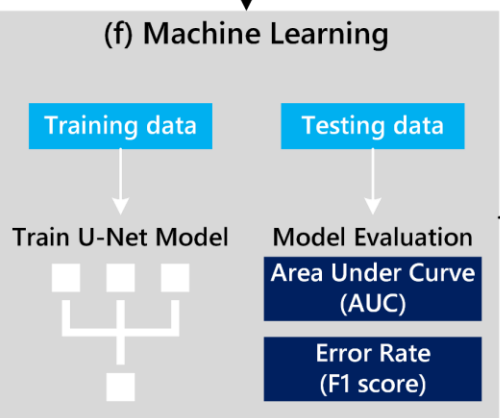 (f) Machine Learning
Training data
Testing data
Train U-Net Model
Model Evaluation
Area Under Curve
(AUC)
Error Rate
(F1 score)